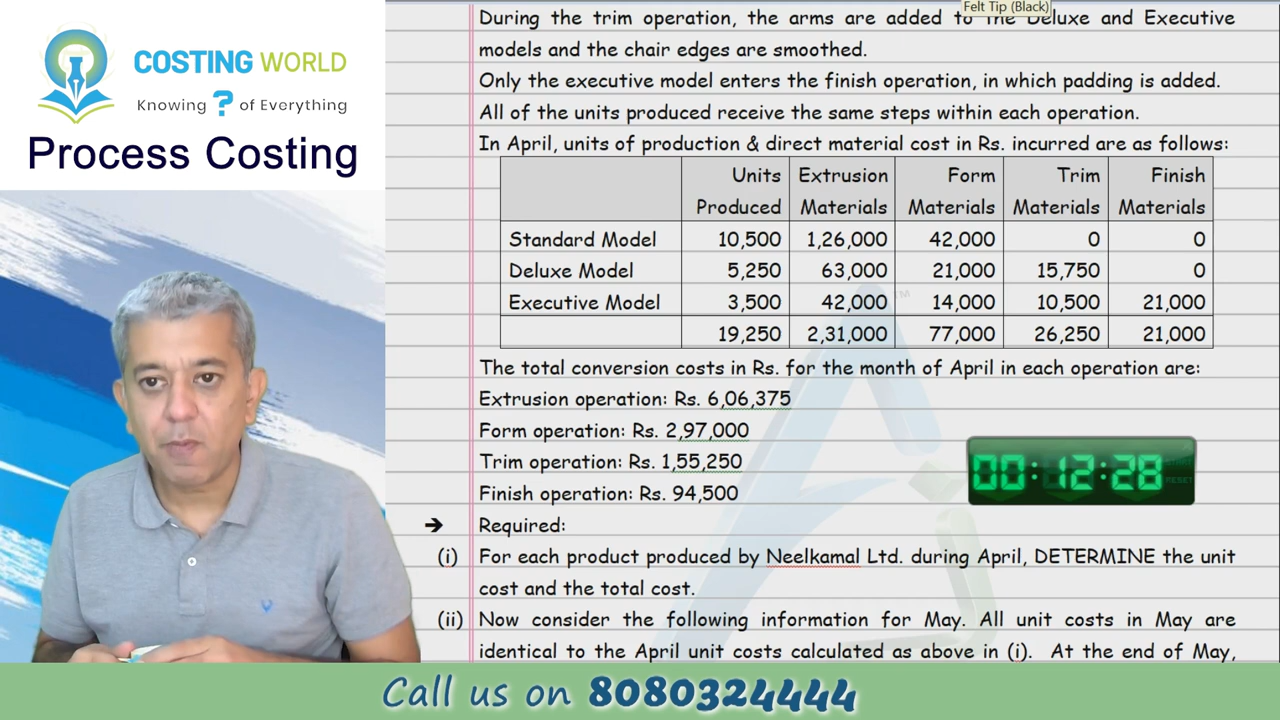 Felt Tip (Black)
COSTING WORLD
Knowing ? of Everything
Process Costing
During the trim operation, the arms are added to the Deluxe and Executive
models and the chair edges are smoothed.
Only the executive model enters the finish operation, in which padding is added.
All of the units produced receive the same steps within each operation.
In April, units of production & direct material cost in Rs. incurred are as follows:
Units Extrusion Form Trim Finish
Produced Materials Materials Materials Materials
Standard Model 10,500 1,26,000 42,000 0 0
Deluxe Model 5,250 63,000 21,000 15,750 0
Executive Model 3,500 42,000 14,000 10,500 21,000
19,250 2,31,000 77,000 26,250 21,000
The total conversion costs in Rs. for the month of April in each operation are:
Extrusion operation: Rs. 6,06,375
Form operation: Rs. 2,97,000
Trim operation: Rs. 1,55,250
Finish operation: Rs. 94,500
00:12:28
➔ Required:
(i) For each product produced by Neelkamal Ltd. during April, DETERMINE the unit
cost and the total cost.
(ii) Now consider the following information for May. All unit costs in May are
identical to the April unit costs calculated as above in (i). At the end of May,
Call us on 8080324444